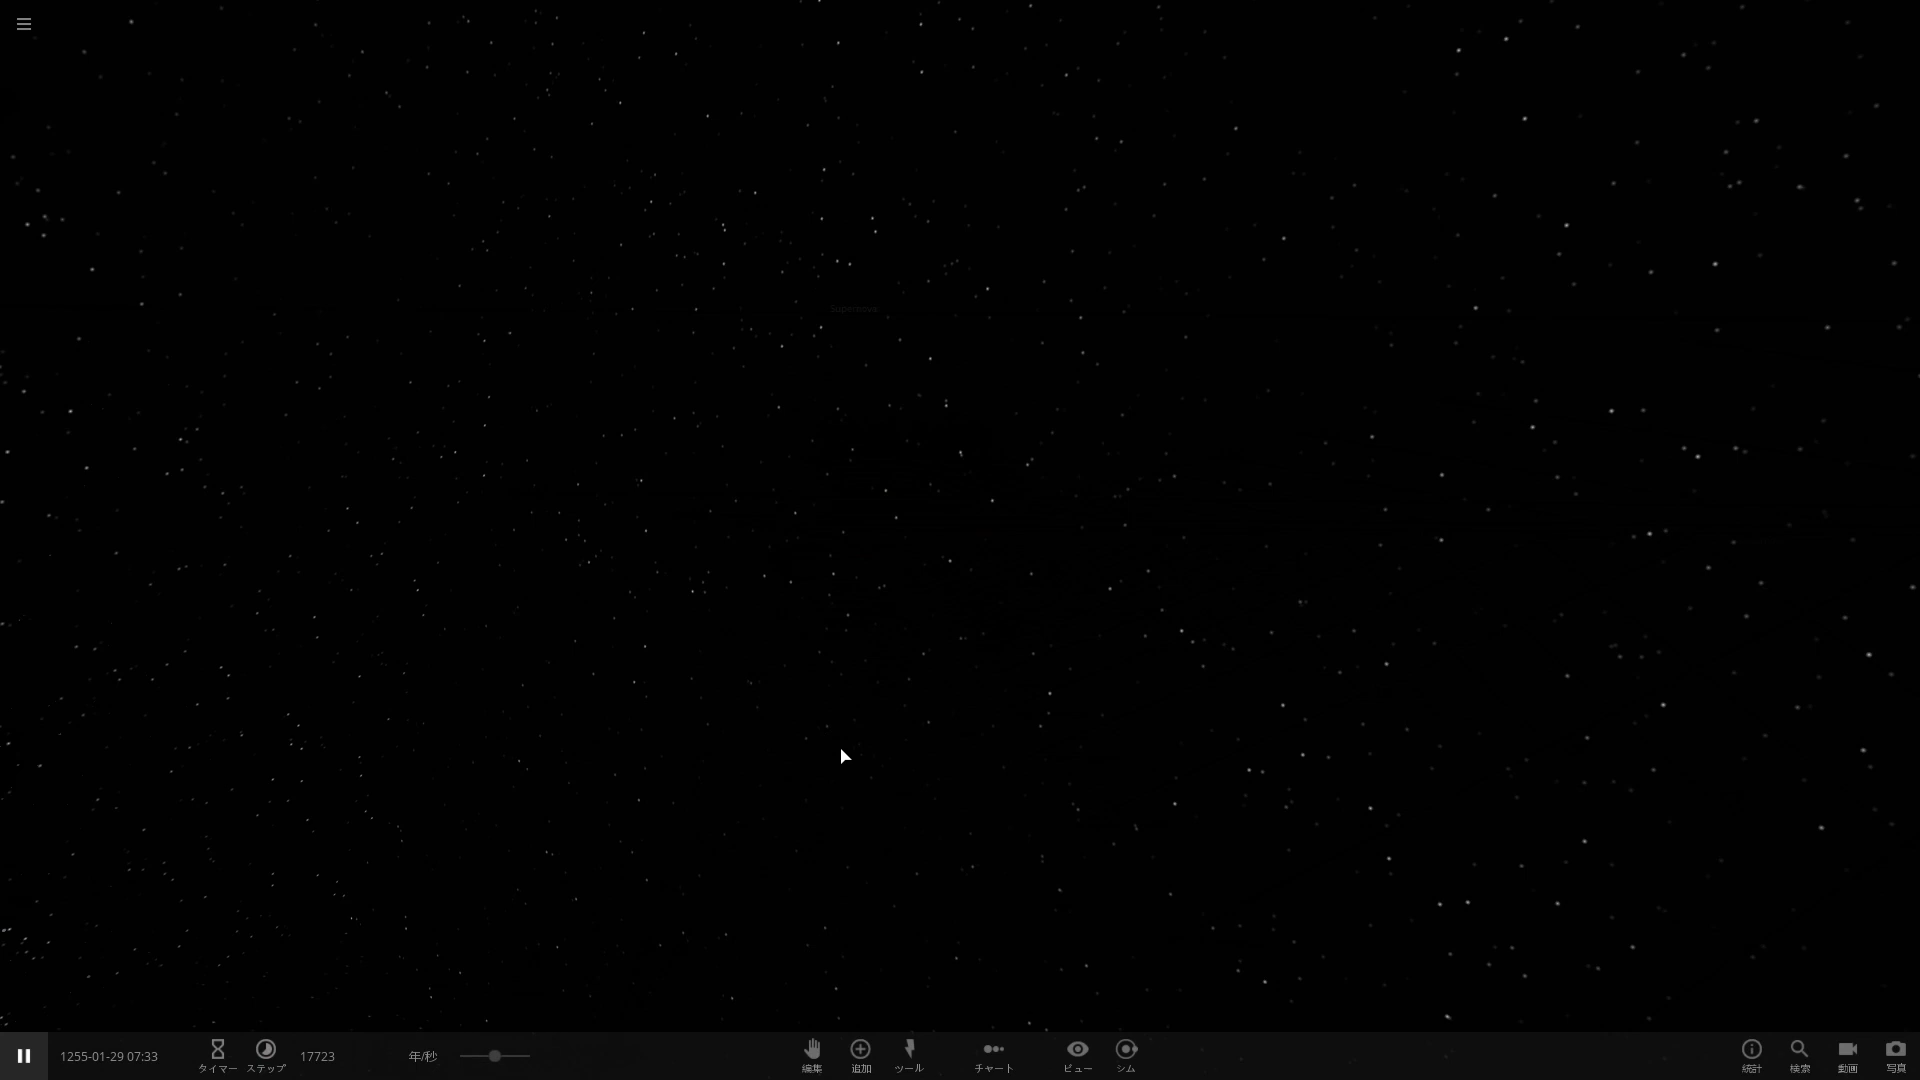 Supernova
1255-01-29 07:33
タイマー
ステップ
17723
年/秒
編集
追加
ツール
チャート
ビュー
シム
統計
検索
動画
写真